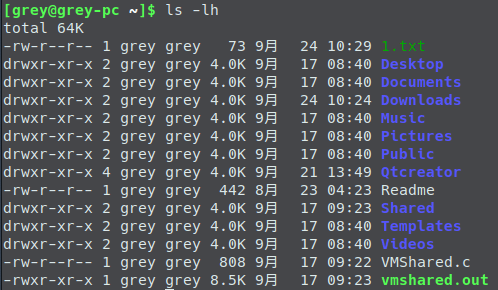 [grey@grey-pc ~]$ ls -lh
total 64K
-rw-r--r-- 1 grey grey   73 9月  24 10:29 1.txt
drwxr-xr-x 2 grey grey 4.0K 9月  17 08:40 Desktop
drwxr-xr-x 2 grey grey 4.0K 9月  17 08:40 Documents
drwxr-xr-x 2 grey grey 4.0K 9月  24 10:24 Downloads
drwxr-xr-x 2 grey grey 4.0K 9月  17 08:40 Music
drwxr-xr-x 2 grey grey 4.0K 9月  17 08:40 Pictures
drwxr-xr-x 2 grey grey 4.0K 9月  17 08:40 Public
drwxr-xr-x 4 grey grey 4.0K 9月  21 13:49 Qtcreator
-rw-r--r-- 1 grey grey  442 8月  23 04:23 Readme
drwxr-xr-x 2 grey grey 4.0K 9月  17 09:23 Shared
drwxr-xr-x 2 grey grey 4.0K 9月  17 08:40 Templates
drwxr-xr-x 2 grey grey 4.0K 9月  17 08:40 Videos
-rw-r--r-- 1 grey grey  808 9月  17 09:22 VMShared.c
-rwxr-xr-x 2 grey grey 8.5K 9月  17 09:23 vmshared.out